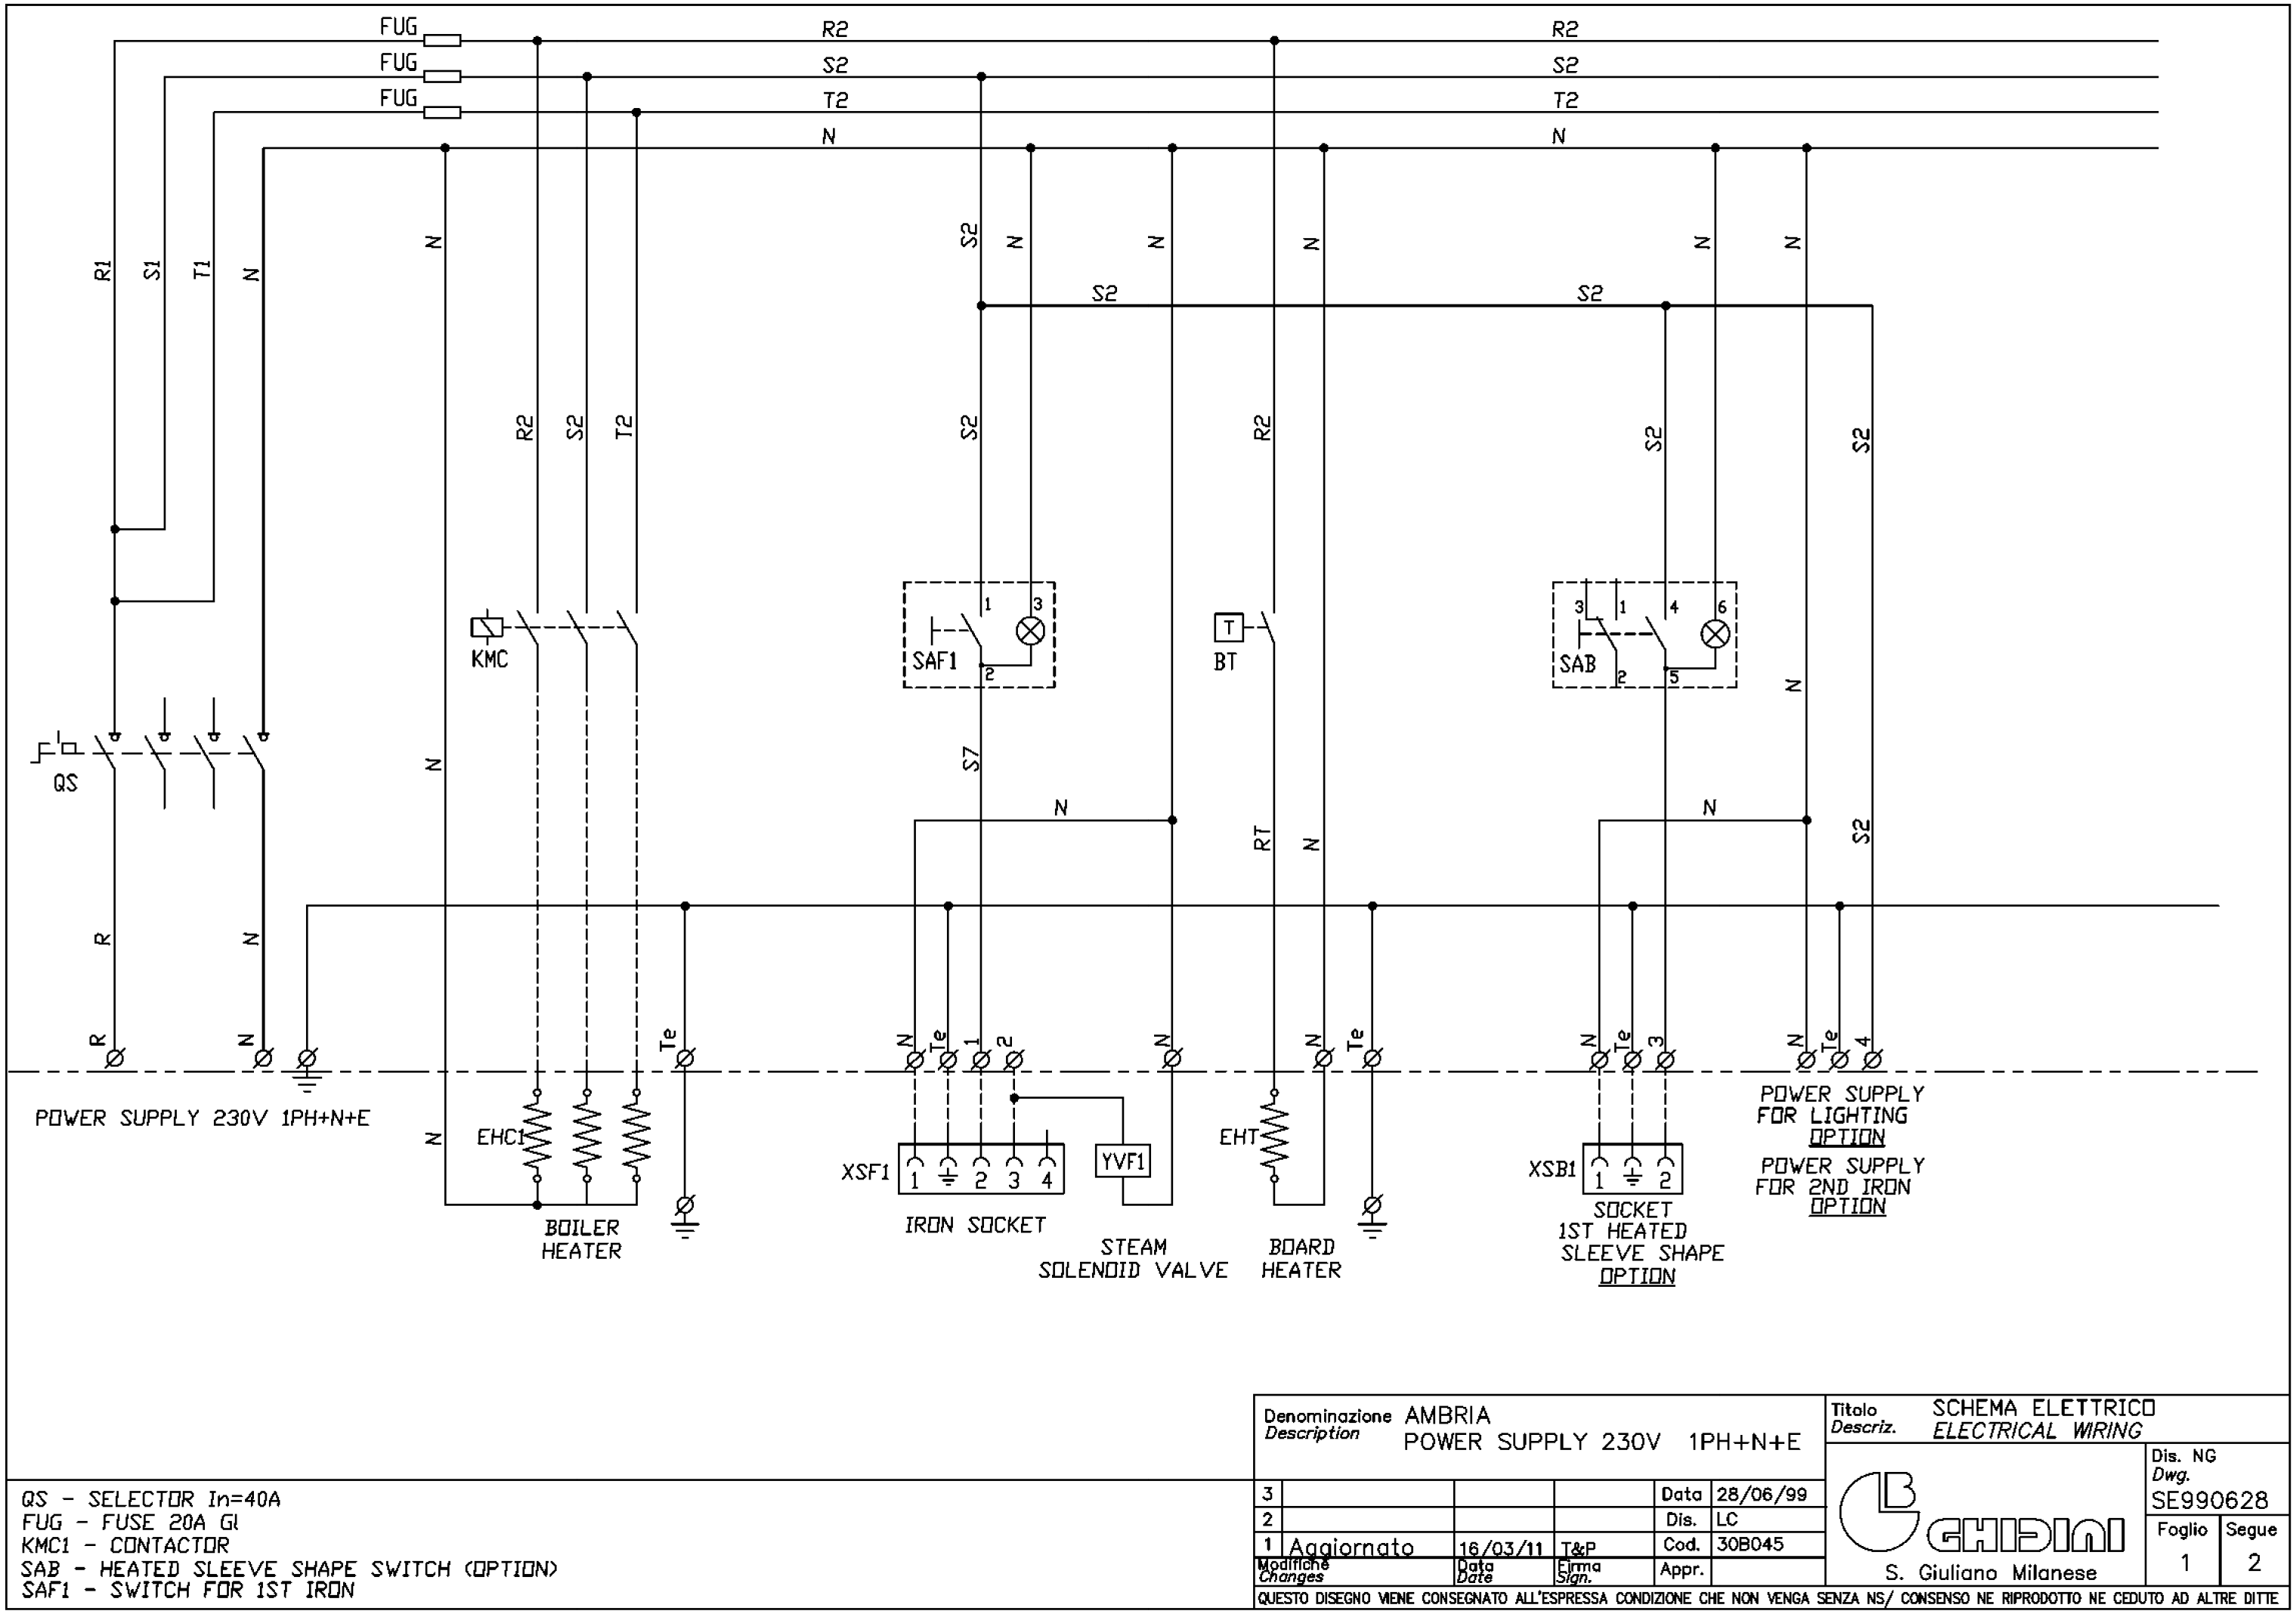 FUG R2 R2
FUG S2 S2
FUG T2 T2
N N
N S2 N N N N N
R1 S1 T1 N
S2 S2
R2 S2 T2 S2 R2 S2 S2
1 3 3 1 4 6
KMC SAF1 2 T BT SAB 2 5
N
QS N S7
N N
RT N S2
R N
R N Te N Te 1 2 N N Te N Te 3 N Te 4
POWER SUPPLY 230V 1PH+N+E
N EHC1 XSF1 1 2 3 4 YVF1 EHT XSB1 1 2
POWER SUPPLY
FOR LIGHTING
OPTION
POWER SUPPLY
FOR 2ND IRON
OPTION
BOILER
HEATER
IRON SOCKET
STEAM
SOLENOID VALVE
BOARD
HEATER
SOCKET
1ST HEATED
SLEEVE SHAPE
OPTION
QS - SELECTOR In=40A
FUG - FUSE 20A Gl
KMC1 - CONTACTOR
SAB - HEATED SLEEVE SHAPE SWITCH (OPTION)
SAF1 - SWITCH FOR 1ST IRON
Denominazione AMBRIA
Description POWER SUPPLY 230V 1PH+N+E
3 Data 28/06/99
2 Dis. LC
1 Aggiornato 16/03/11 T&P Cod. 30B045
Modifiche Data Firma Appr.
Changes Date Sign.
Titolo SCHEMA ELETTRICO
Descriz. ELECTRICAL WIRING
B GHIDINI
S. Giuliano Milanese
Dis. NG
Dwg.
SE990628
Foglio Segue
1 2
QUESTO DISEGNO VIENE CONSEGNATO ALL'ESPRESSA CONDIZIONE CHE NON VENGA SENZA NS/ CONSENSO NE RIPRODOTTO NE CEDUTO AD ALTRE DITTE